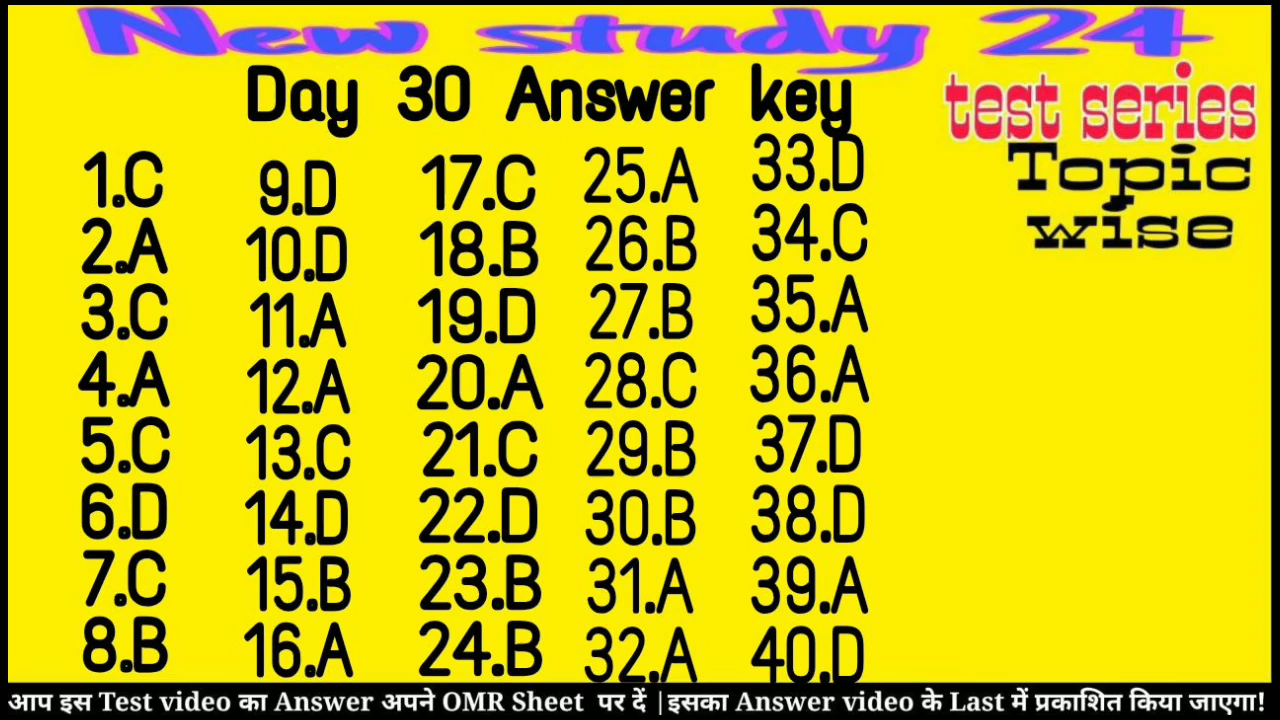 New study 24
Day 30 Answer key
test series
Topic
wise
1.C
2.A
3.C
4.A
5.C
6.D
7.C
8.B
9.D
10.D
11.A
12.A
13.C
14.D
15.B
16.A
17.C
18.B
19.D
20.A
21.C
22.D
23.B
24.B
25.A
26.B
27.B
28.C
29.B
30.B
31.A
32.A
33.D
34.C
35.A
36.A
37.D
38.D
39.A
40.D
आप इस Test video का Answer अपने OMR Sheet पर दें |इसका Answer video के Last में प्रकाशित किया जाएगा!